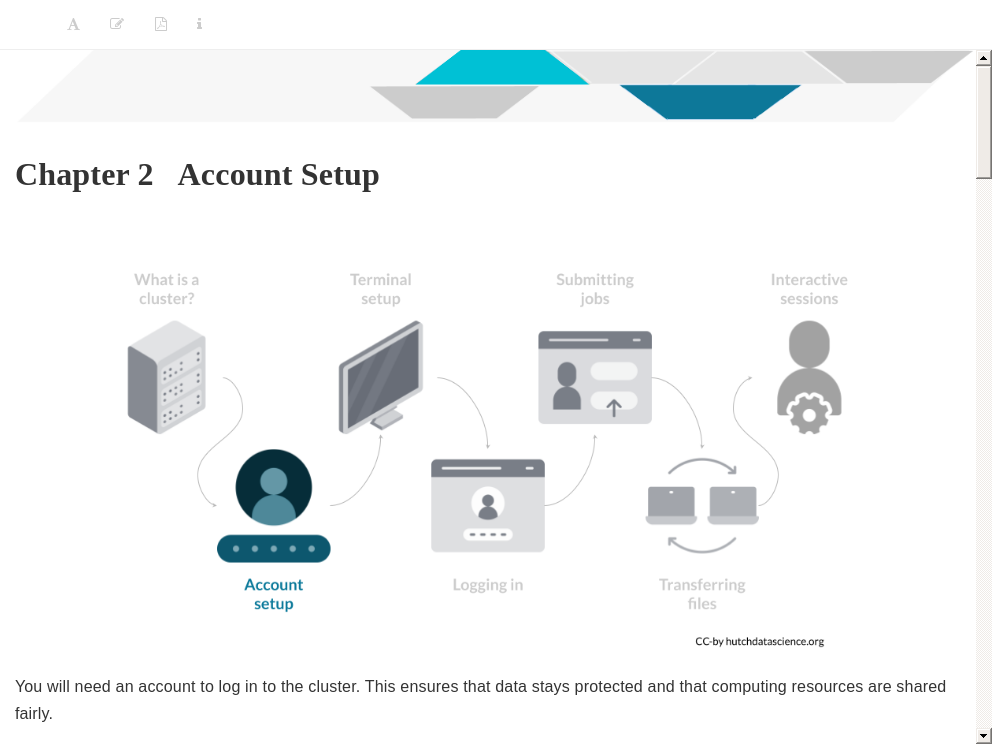 Chapter 2 Account Setup
What is a
cluster?
Terminal
setup
Submitting
jobs
Interactive
sessions
Account
setup
Logging in
Transferring
files
CC-by hutchdatascience.org
You will need an account to log in to the cluster. This ensures that data stays protected and that computing resources are shared
fairly.